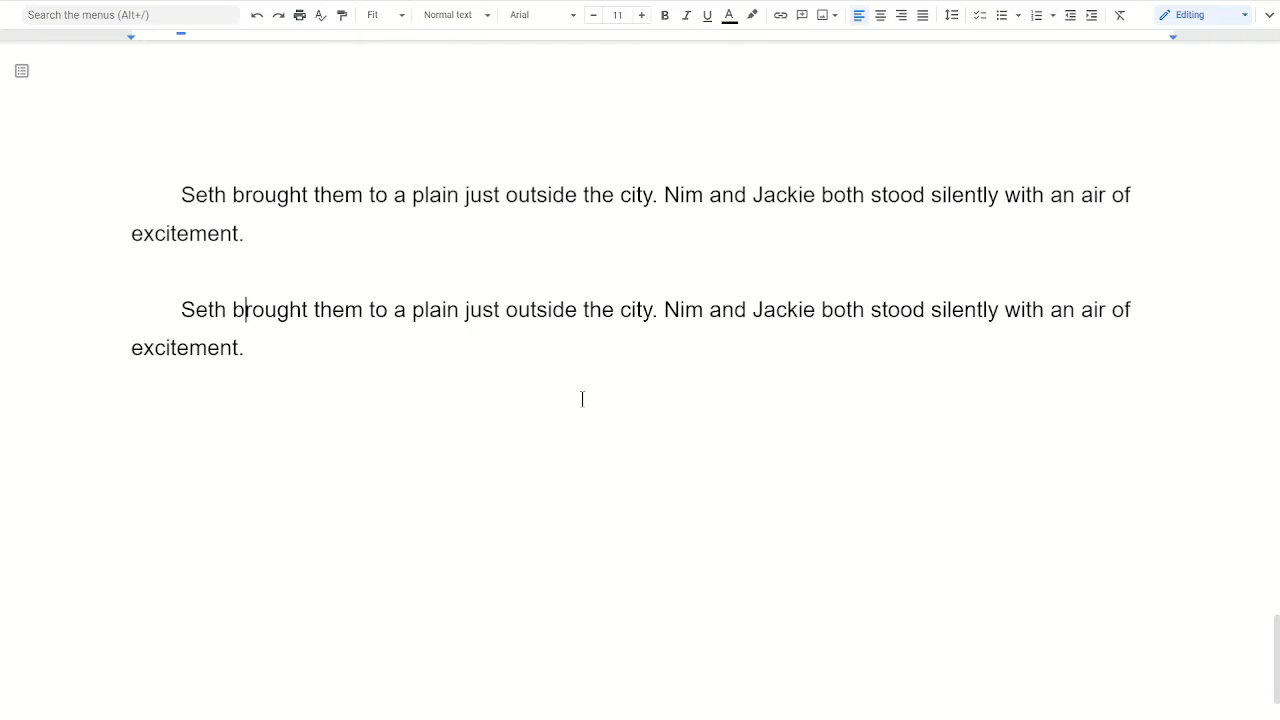 Search the menus (Alt+/) Fit Normal text Arial − 11 + B I U A Editing
Seth brought them to a plain just outside the city. Nim and Jackie both stood silently with an air of
excitement.
Seth brought them to a plain just outside the city. Nim and Jackie both stood silently with an air of
excitement.